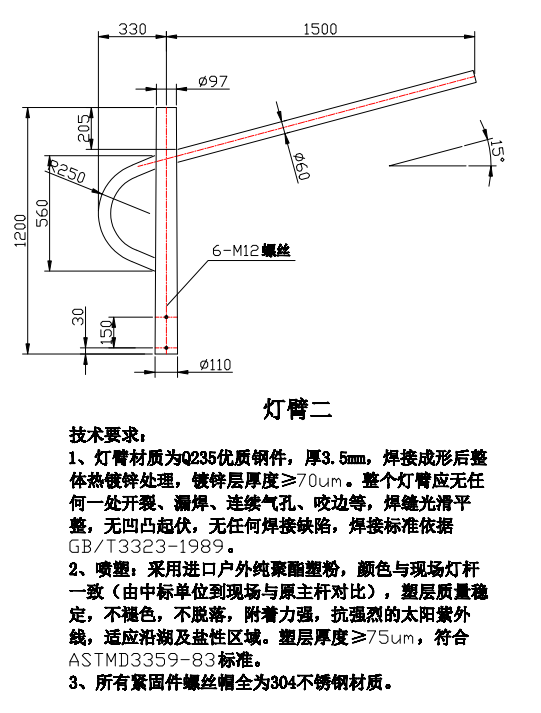 330
1500
Ø97
205
R250
560
1200
Ø60
15°
6-M12螺丝
30
150
Ø110
灯臂二
技术要求:
1、灯臂材质为Q235优质钢件，厚3.5mm，焊接成形后整
体热镀锌处理，镀锌层厚度≥70um。整个灯臂应无任
何一处开裂、漏焊、连续气孔、咬边等，焊缝光滑平
整，无凹凸起伏，无任何焊接缺陷，焊接标准依据
GB/T3323-1989。
2、喷塑：采用进口户外纯聚酯塑粉，颜色与现场灯杆
一致（由中标单位到现场与原主杆对比），塑层质量稳
定，不褪色，不脱落，附着力强，抗强烈的太阳紫外
线，适应沿湖及盐性区域。塑层厚度≥75um，符合
ASTMD3359-83标准。
3、所有紧固件螺丝帽全为304不锈钢材质。